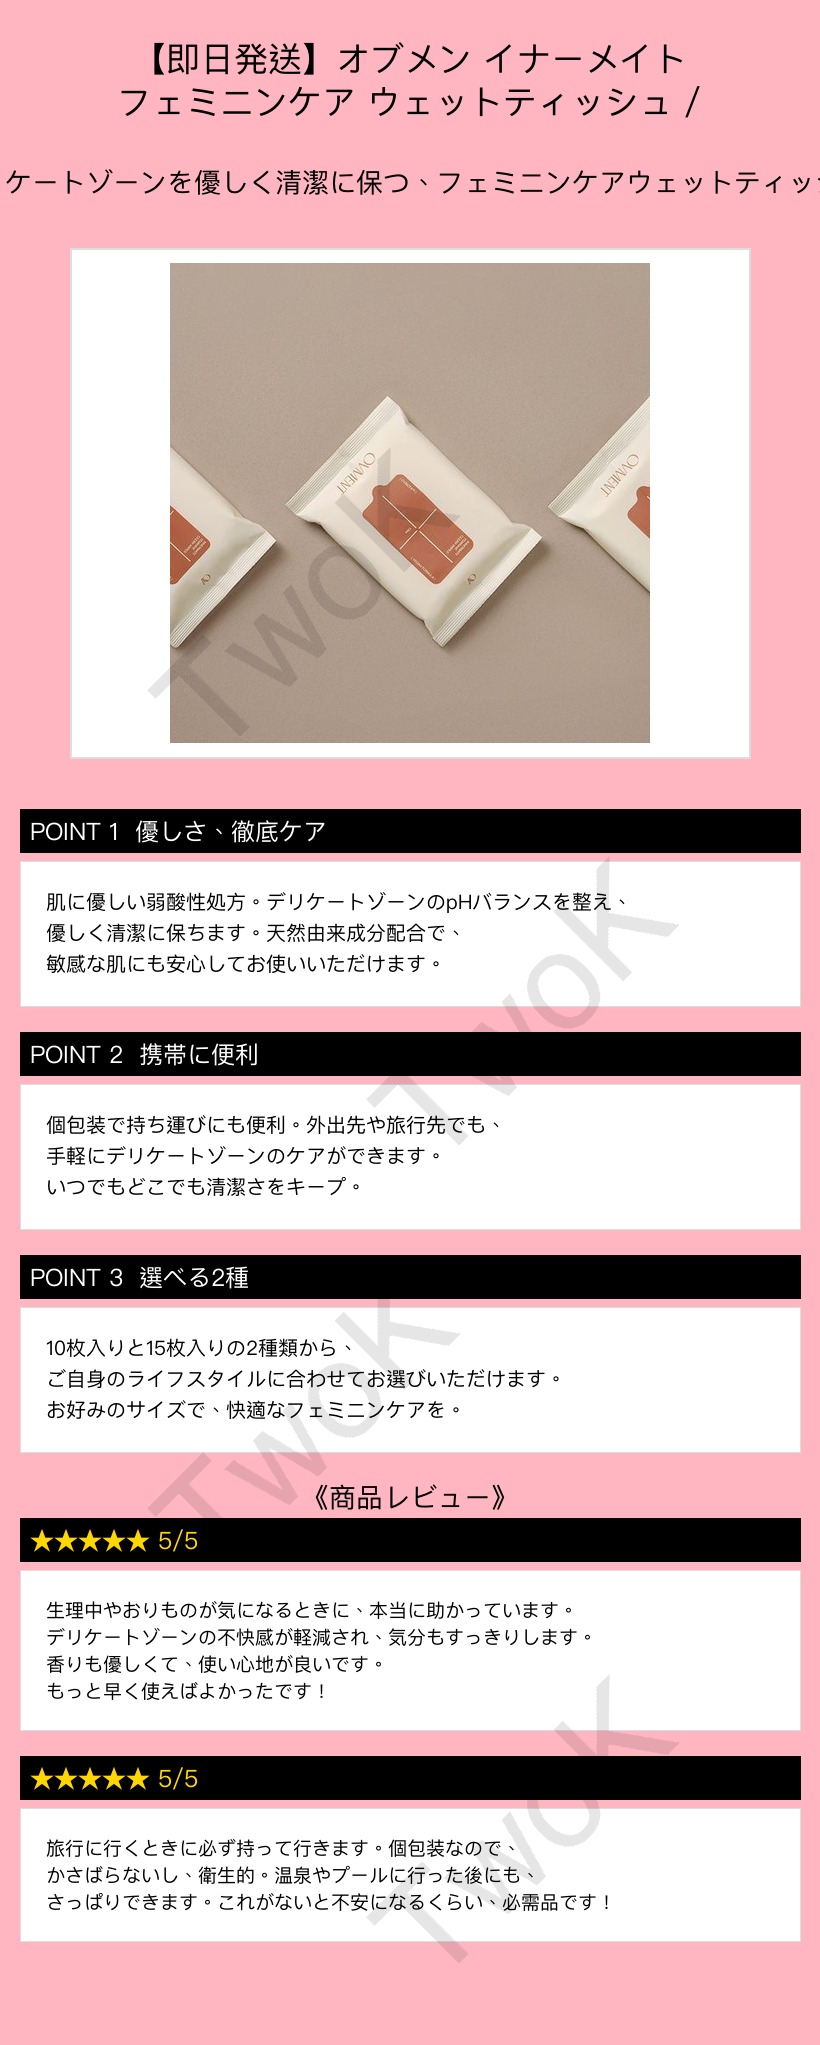 【即日発送】オブメン イナーメイト
フェミニンケア ウェットティッシュ /
ケートゾーンを優しく清潔に保つ、フェミニンケアウェットティッ
OVMENT
OVMENT
TwoK
POINT 1 優しさ、徹底ケア
肌に優しい弱酸性処方。デリケートゾーンのpHバランスを整え、
優しく清潔に保ちます。天然由来成分配合で、
敏感な肌にも安心してお使いいただけます。
TwoK
POINT 2 携帯に便利
個包装で持ち運びにも便利。外出先や旅行先でも、
手軽にデリケートゾーンのケアができます。
いつでもどこでも清潔さをキープ。
POINT 3 選べる2種
10枚入りと15枚入りの2種類から、
ご自身のライフスタイルに合わせてお選びいただけます。
お好みのサイズで、快適なフェミニンケアを。
TwoK
《商品レビュー》
★★★★★ 5/5
生理中やおりものが気になるときに、本当に助かっています。
デリケートゾーンの不快感が軽減され、気分もすっきりします。
香りも優しくて、使い心地が良いです。
もっと早く使えばよかったです！
★★★★★ 5/5
旅行に行くときに必ず持って行きます。個包装なので、
かさばらないし、衛生的。温泉やプールに行った後にも、
さっぱりできます。これがないと不安になるくらい、必需品です！
TwoK